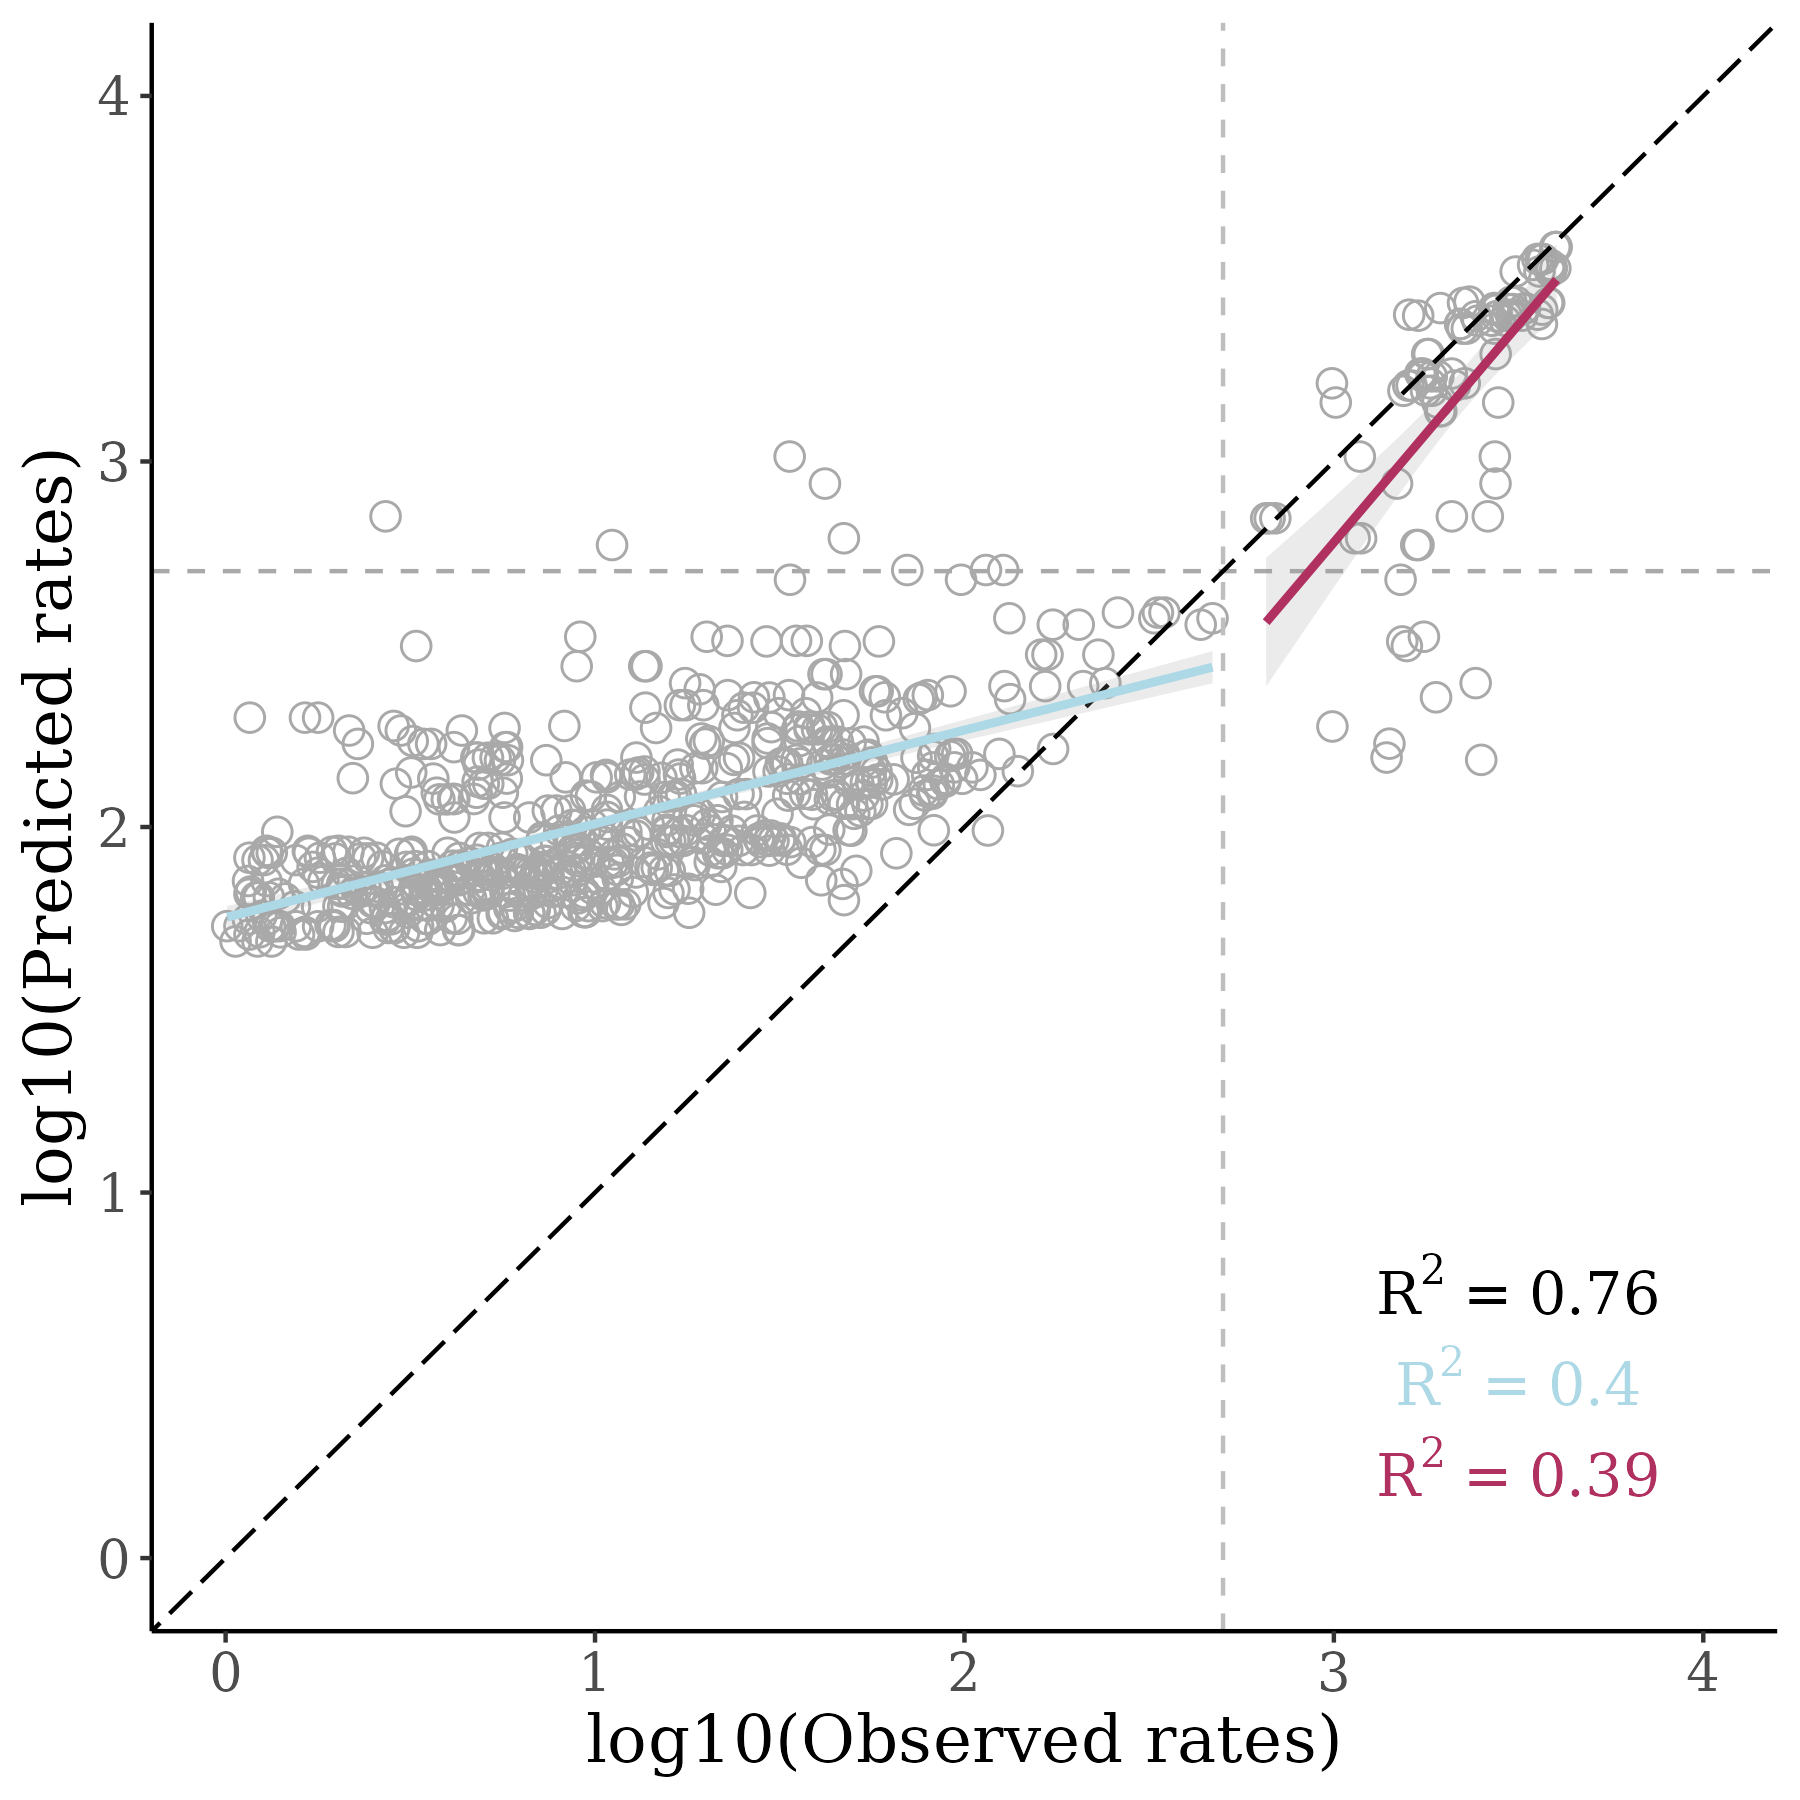 4
3
2
1
0
log10(Predicted rates)
R² = 0.76
R² = 0.4
R² = 0.39
0 1 2 3 4
log10(Observed rates)